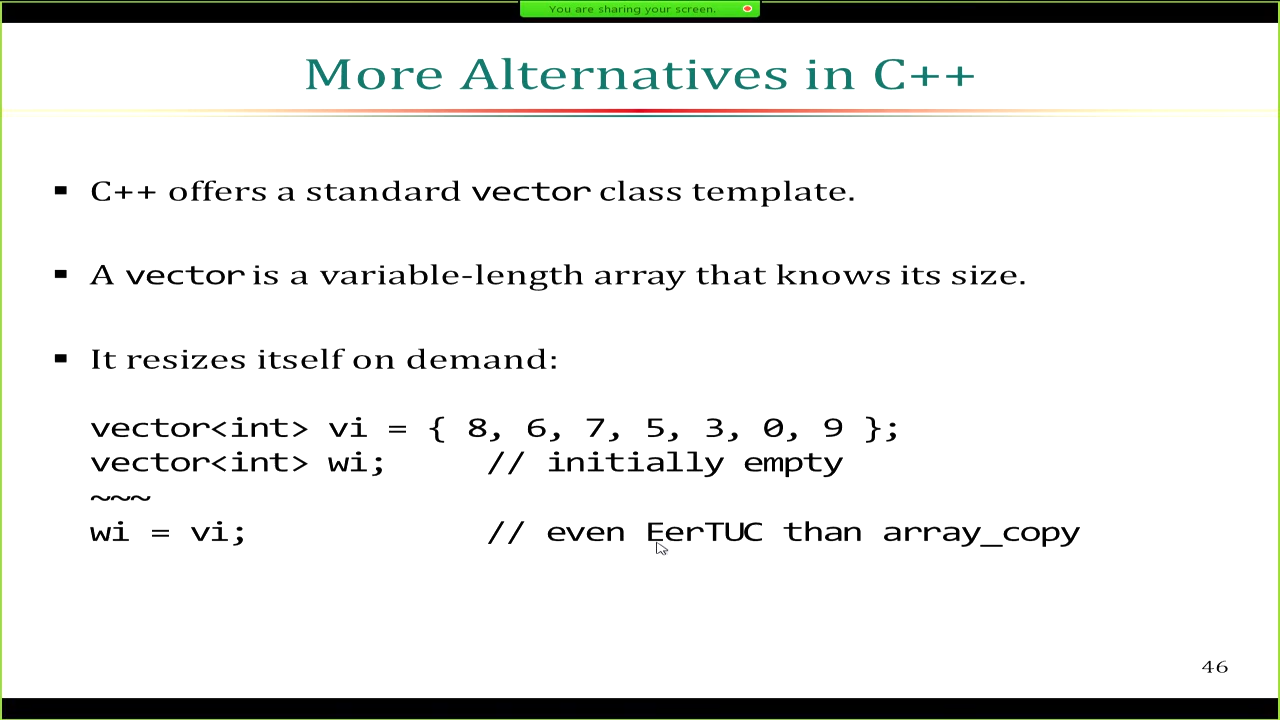 You are sharing your screen.
More Alternatives in C++
▪ C++ offers a standard vector class template.
▪ A vector is a variable-length array that knows its size.
▪ It resizes itself on demand:
vector<int> vi = { 8, 6, 7, 5, 3, 0, 9 };
vector<int> wi;     // initially empty
~~~
wi = vi;            // even EerTUC than array_copy
46